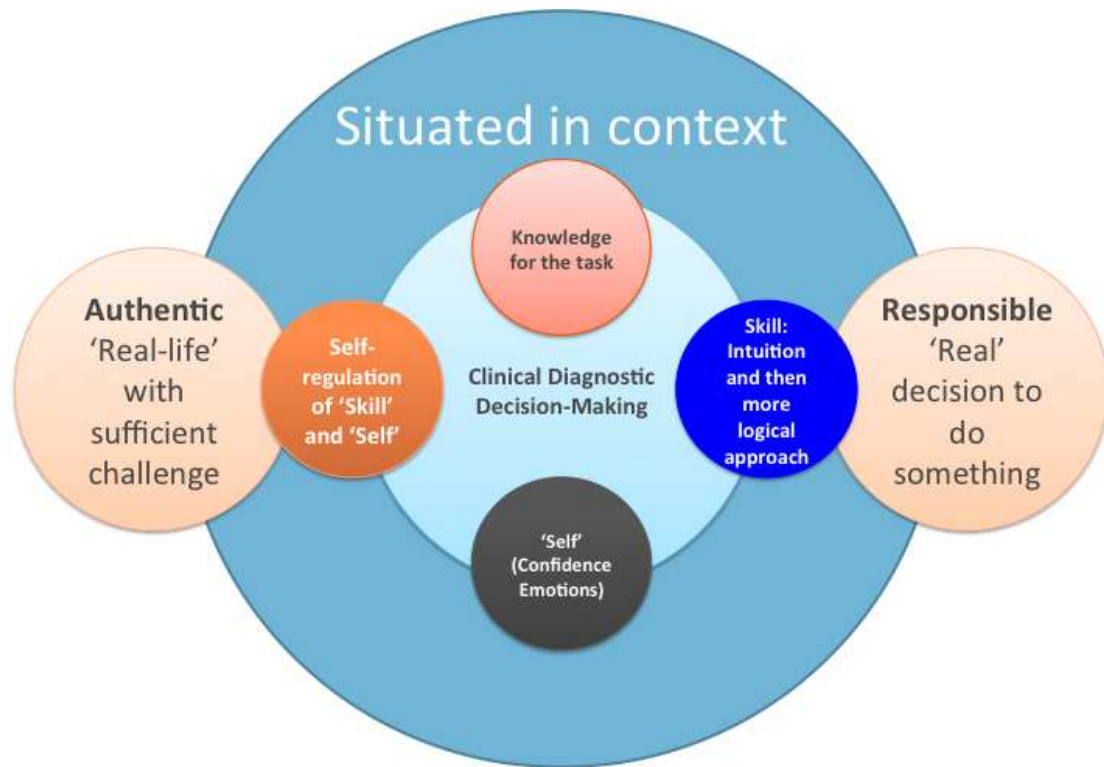 Situated in context
Knowledge
for the task
Authentic
‘Real-life’
with
sufficient
challenge
Self-
regulation
of ‘Skill’
and ‘Self’
Clinical Diagnostic
Decision-Making
Skill:
Intuition
and then
more
logical
approach
Responsible
‘Real’
decision to
do
something
‘Self’
(Confidence
Emotions)